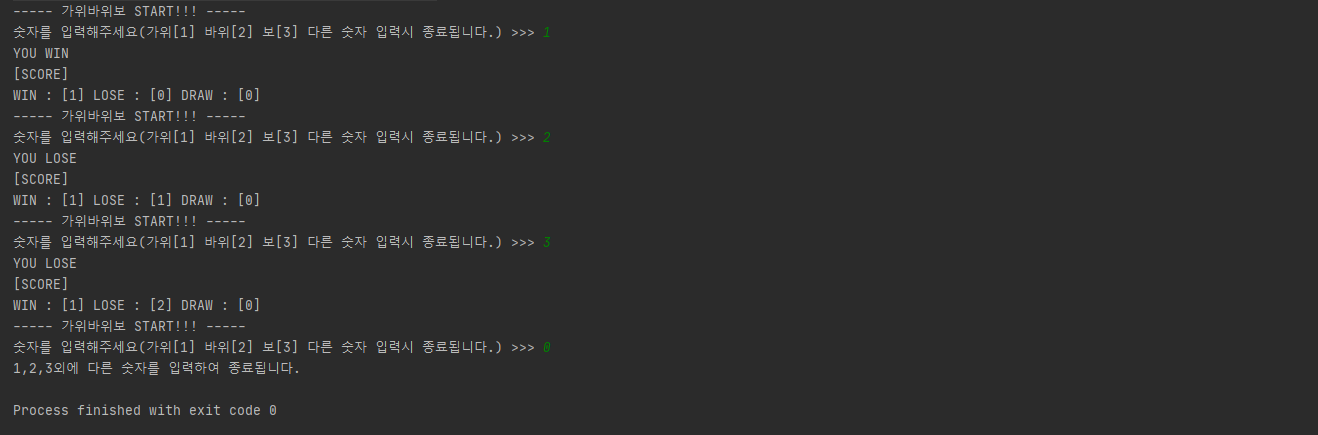 ----- 가위바위보 START!!! -----
숫자를 입력해주세요(가위[1] 바위[2] 보[3] 다른 숫자 입력시 종료됩니다.) >>> 1
YOU WIN
[SCORE]
WIN : [1] LOSE : [0] DRAW : [0]
----- 가위바위보 START!!! -----
숫자를 입력해주세요(가위[1] 바위[2] 보[3] 다른 숫자 입력시 종료됩니다.) >>> 2
YOU LOSE
[SCORE]
WIN : [1] LOSE : [1] DRAW : [0]
----- 가위바위보 START!!! -----
숫자를 입력해주세요(가위[1] 바위[2] 보[3] 다른 숫자 입력시 종료됩니다.) >>> 3
YOU LOSE
[SCORE]
WIN : [1] LOSE : [2] DRAW : [0]
----- 가위바위보 START!!! -----
숫자를 입력해주세요(가위[1] 바위[2] 보[3] 다른 숫자 입력시 종료됩니다.) >>> 0
1,2,3외에 다른 숫자를 입력하여 종료됩니다.
Process finished with exit code 0